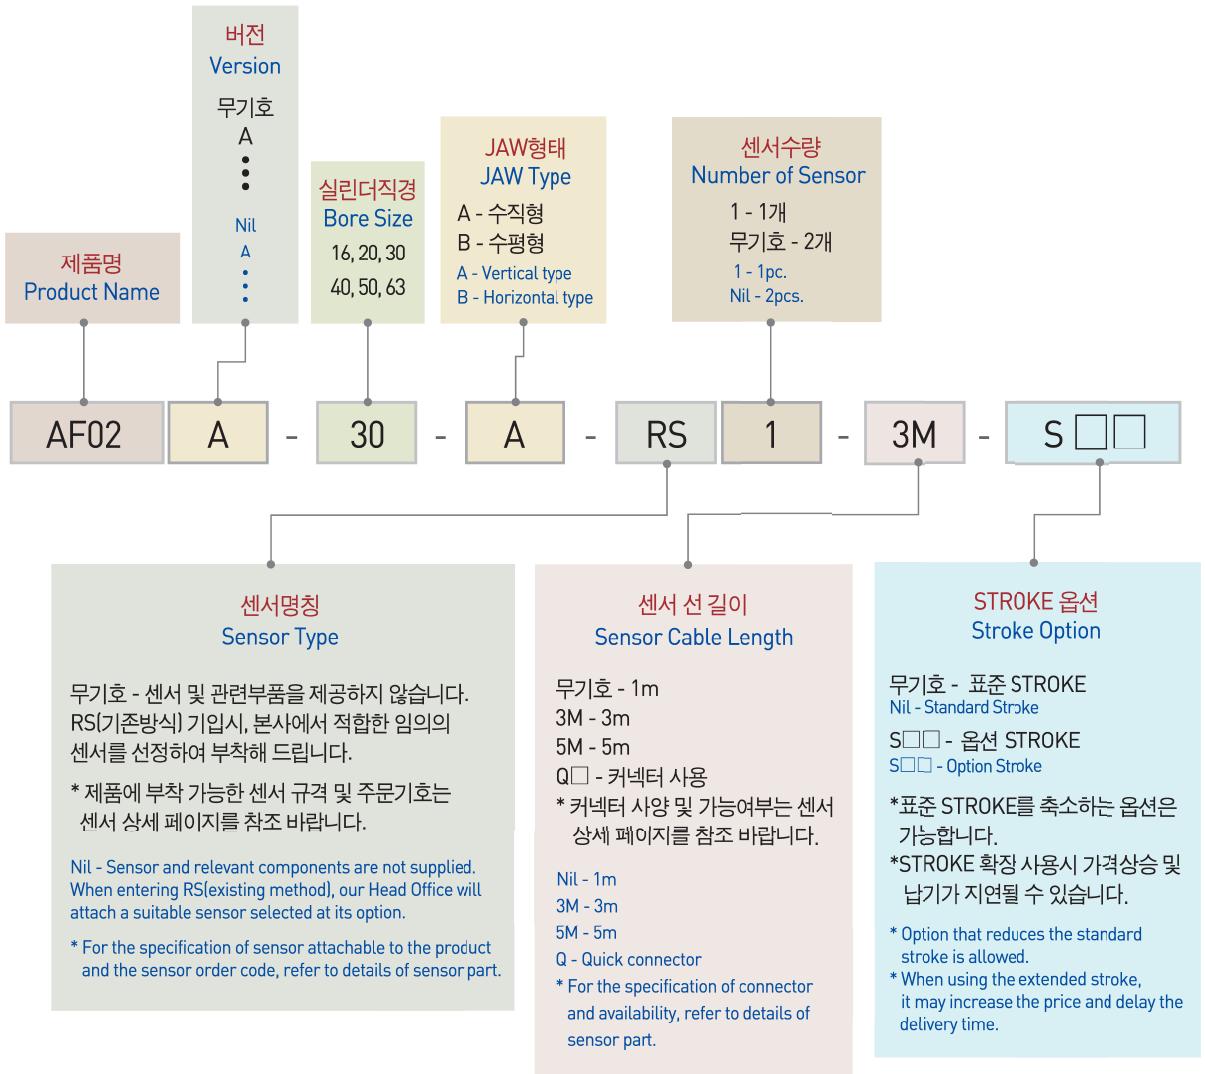 버전
Version
무기호
A
Nil
A
실린더직경
Bore Size
16, 20, 30
40, 50, 63
JAW형태
JAW Type
A - 수직형
B - 수평형
A - Vertical type
B - Horizontal type
센서수량
Number of Sensor
1 - 1개
무기호 - 2개
1 - 1pc.
Nil - 2pcs.
제품명
Product Name
AF02 A - 30 - A - RS 1 - 3M - S □□
센서명칭
Sensor Type
무기호 - 센서 및 관련부품을 제공하지 않습니다.
RS(기존방식) 기입시, 본사에서 적합한 임의의
센서를 선정하여 부착해 드립니다.
* 제품에 부착 가능한 센서 규격 및 주문기호는
센서 상세 페이지를 참조 바랍니다.
Nil - Sensor and relevant components are not supplied.
When entering RS(existing method), our Head Office will
attach a suitable sensor selected at its option.
* For the specification of sensor attachable to the product
and the sensor order code, refer to details of sensor part.
센서 선 길이
Sensor Cable Length
무기호 - 1m
3M - 3m
5M - 5m
Q□ - 커넥터 사용
* 커넥터 사양 및 가능여부는 센서
상세 페이지를 참조 바랍니다.
Nil - 1m
3M - 3m
5M - 5m
Q - Quick connector
* For the specification of connector
and availability, refer to details of
sensor part.
STROKE 옵션
Stroke Option
무기호 - 표준 STROKE
Nil - Standard Stroke
S□□ - 옵션 STROKE
S□□ - Option Stroke
*표준 STROKE를 축소하는 옵션은
가능합니다.
*STROKE 확장 사용시 가격상승 및
납기가 지연될 수 있습니다.
* Option that reduces the standard
stroke is allowed.
* When using the extended stroke,
it may increase the price and delay the
delivery time.